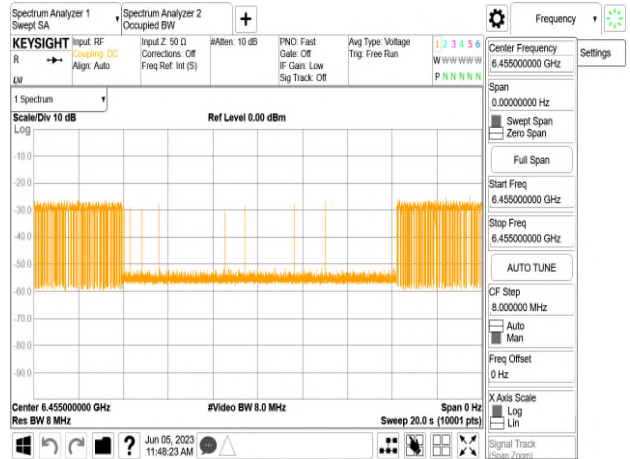 Spectrum Analyzer 1
Swept SA
Spectrum Analyzer 2
Occupied BW
+
Frequency
KEYSIGHT
R
Input: RF
Coupling: DC
Align: Auto
Input Z: 50 Ω
Corrections: Off
Freq Ref: Int (S)
#Atten: 10 dB
PNO: Fast
Gate: Off
IF Gain: Low
Sig Track: Off
Avg Type: Voltage
Trig: Free Run
1 2 3 4 5 6
W W W W W W
P N N N N N
LXI
1 Spectrum
Scale/Div 10 dB
Ref Level 0.00 dBm
Log
-10.0
-20.0
-30.0
-40.0
-50.0
-60.0
-70.0
-80.0
-90.0
Center 6.455000000 GHz
#Video BW 8.0 MHz
Span 0 Hz
Res BW 8 MHz
Sweep 20.0 s (10001 pts)
Jun 05, 2023
11:48:23 AM
?
Center Frequency
6.455000000 GHz
Settings
Span
0.00000000 Hz
Swept Span
Zero Span
Full Span
Start Freq
6.455000000 GHz
Stop Freq
6.455000000 GHz
AUTO TUNE
CF Step
8.000000 MHz
Auto
Man
Freq Offset
0 Hz
X Axis Scale
Log
Lin
Signal Track
(Span Zoom)